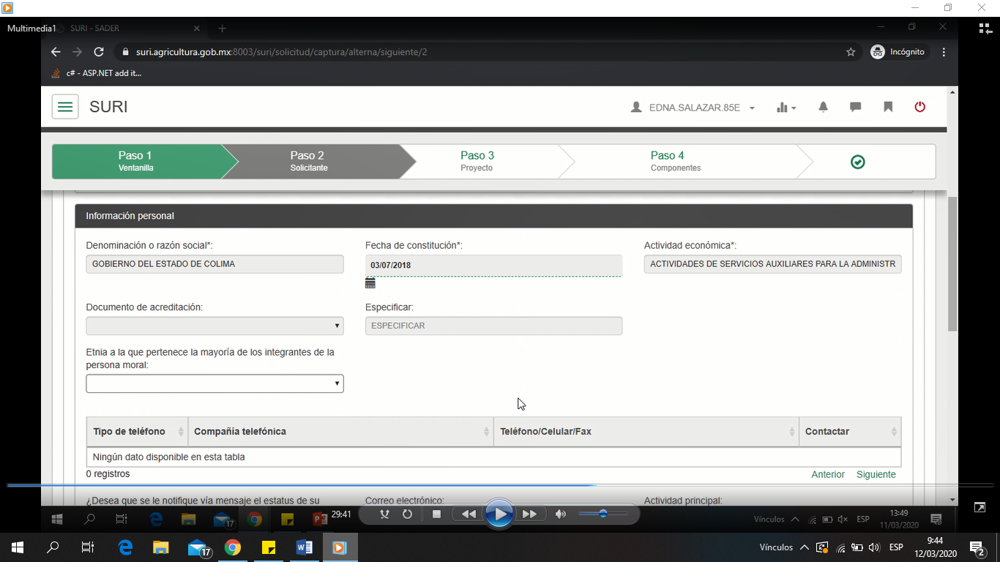 Multimedia1
SURI - SADER
suri.agricultura.gob.mx:8003/suri/solicitud/captura/alterna/siguiente/2
Incógnito
c# - ASP.NET add it...
SURI
EDNA.SALAZAR.85E
Paso 1
Ventanilla
Paso 2
Solicitante
Paso 3
Proyecto
Paso 4
Componentes
Información personal
Denominación o razón social*:
Fecha de constitución*:
Actividad económica*:
GOBIERNO DEL ESTADO DE COLIMA
03/07/2018
ACTIVIDADES DE SERVICIOS AUXILIARES PARA LA ADMINISTR
Documento de acreditación:
Especificar:
ESPECIFICAR
Etnia a la que pertenece la mayoría de los integrantes de la
persona moral:
Tipo de teléfono
Compañía telefónica
Teléfono/Celular/Fax
Contactar
Ningún dato disponible en esta tabla
0 registros
Anterior
Siguiente
¿Desea que se le notifique vía mensaje el estatus de su
Correo electrónico:
Actividad principal:
17
29:41
Vínculos
ESP
13:49
11/03/2020
17
Vínculos
ESP
9:44
12/03/2020
2